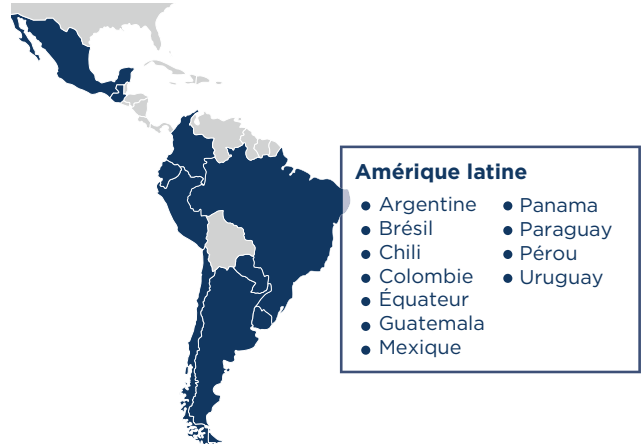 Amérique latine
• Argentine
• Brésil
• Chili
• Colombie
• Équateur
• Guatemala
• Mexique
• Panama
• Paraguay
• Pérou
• Uruguay